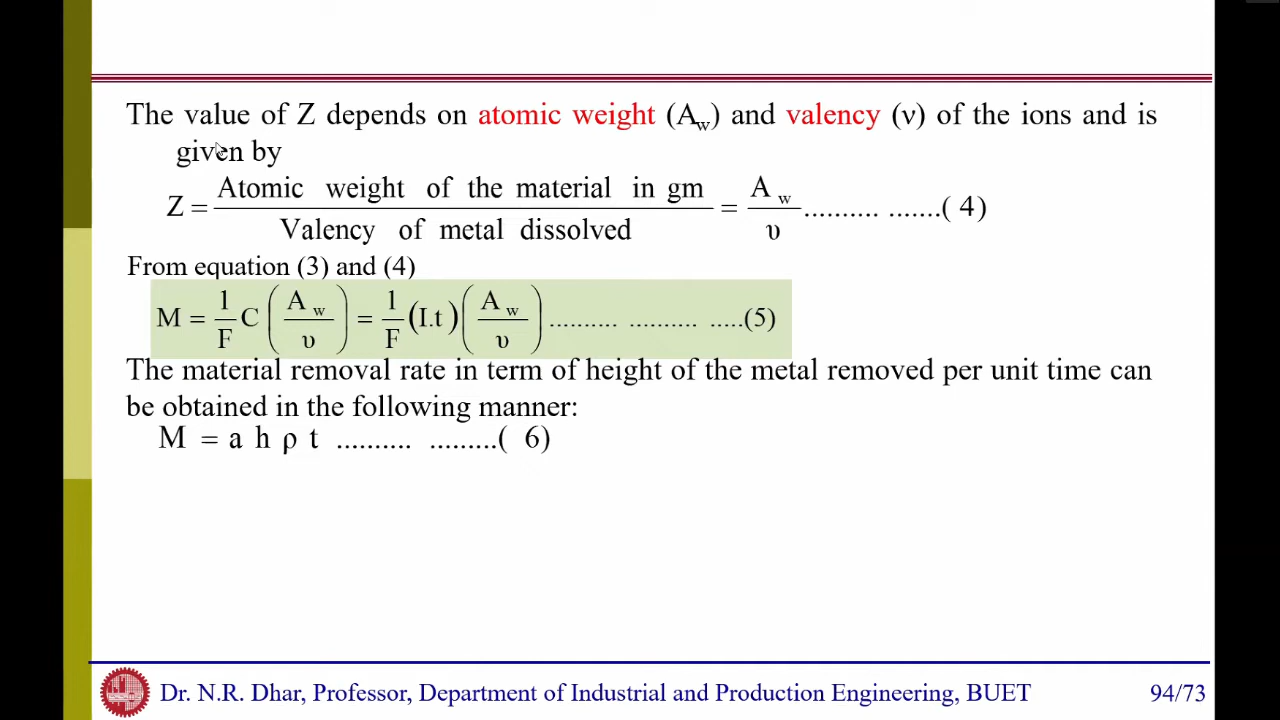 The value of Z depends on atomic weight (Aw) and valency (ν) of the ions and is
given by
Z = Atomic weight of the material in gm / Valency of metal dissolved = A w / υ .......... .......( 4)
From equation (3) and (4)
M = 1/F C (A w / υ) = 1/F (I.t) (A w / υ) .......... .......... .....(5)
The material removal rate in term of height of the metal removed per unit time can
be obtained in the following manner:
M = a h ρ t .......... .........( 6)
Dr. N.R. Dhar, Professor, Department of Industrial and Production Engineering, BUET 94/73